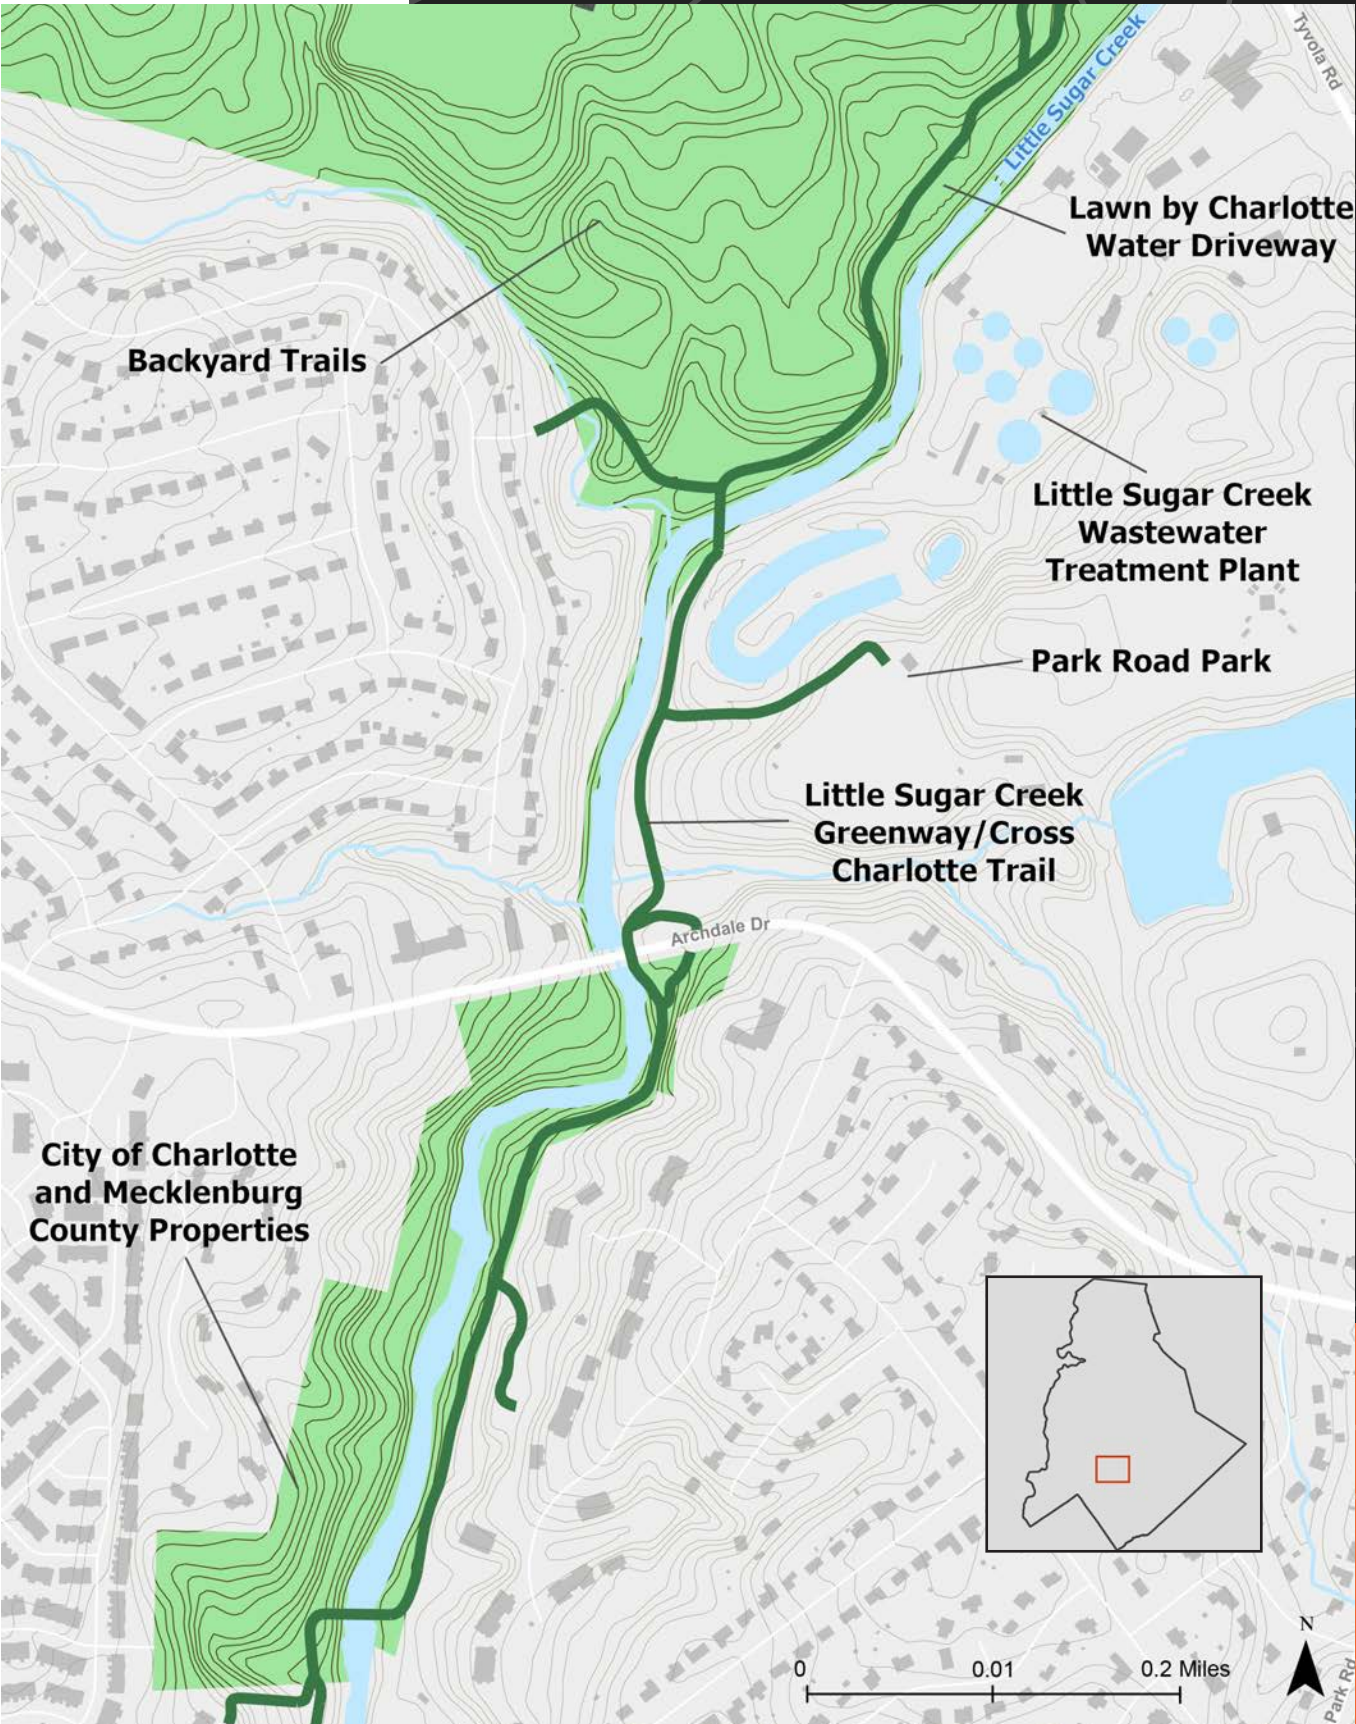 Tyvola Rd
Little Sugar Creek
Lawn by Charlotte
Water Driveway
Backyard Trails
Little Sugar Creek
Wastewater
Treatment Plant
Park Road Park
Little Sugar Creek
Greenway/Cross
Charlotte Trail
Archdale Dr
City of Charlotte
and Mecklenburg
County Properties
N
0 0.01 0.2 Miles
Park Rd